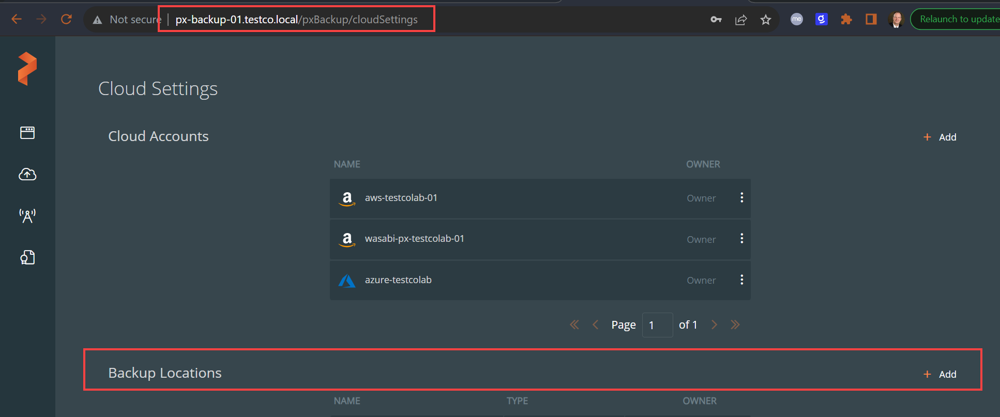 Not secure | px-backup-01.testco.local/pxBackup/cloudSettings
me
g
Relaunch to update
Cloud Settings
Cloud Accounts
+ Add
NAME OWNER
a aws-testcolab-01 Owner
a wasabi-px-testcolab-01 Owner
azure-testcolab Owner
« < Page 1 of 1 > »
Backup Locations
+ Add
NAME TYPE OWNER